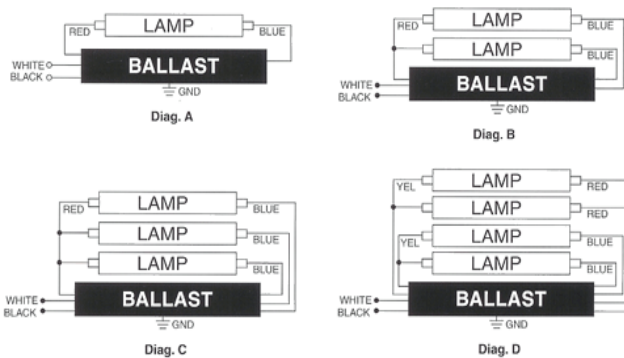 RED LAMP BLUE
WHITE
BLACK
BALLAST
GND
Diag. A
RED LAMP BLUE
LAMP BLUE
WHITE
BLACK
BALLAST
GND
Diag. B
RED LAMP BLUE
LAMP BLUE
LAMP BLUE
WHITE
BLACK
BALLAST
GND
Diag. C
YEL LAMP RED
LAMP RED
YEL LAMP BLUE
LAMP BLUE
WHITE
BLACK
BALLAST
GND
Diag. D